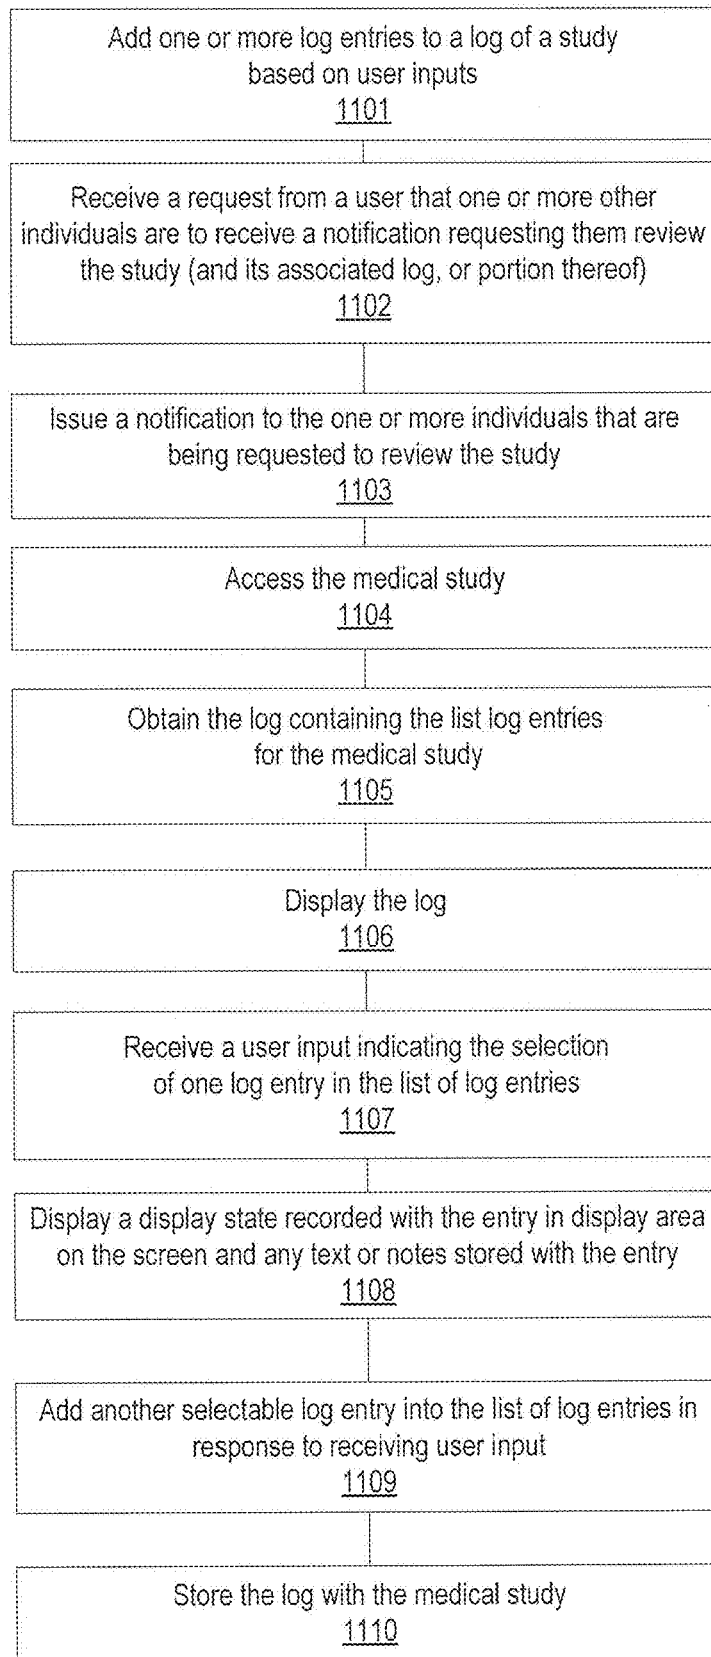 Add one or more log entries to a log of a study
based on user inputs
1101
Receive a request from a user that one or more other
individuals are to receive a notification requesting them review
the study (and its associated log, or portion thereof)
1102
Issue a notification to the one or more individuals that are
being requested to review the study
1103
Access the medical study
1104
Obtain the log containing the list log entries
for the medical study
1105
Display the log
1106
Receive a user input indicating the selection
of one log entry in the list of log entries
1107
Display a display state recorded with the entry in display area
on the screen and any text or notes stored with the entry
1108
Add another selectable log entry into the list of log entries in
response to receiving user input
1109
Store the log with the medical study
1110